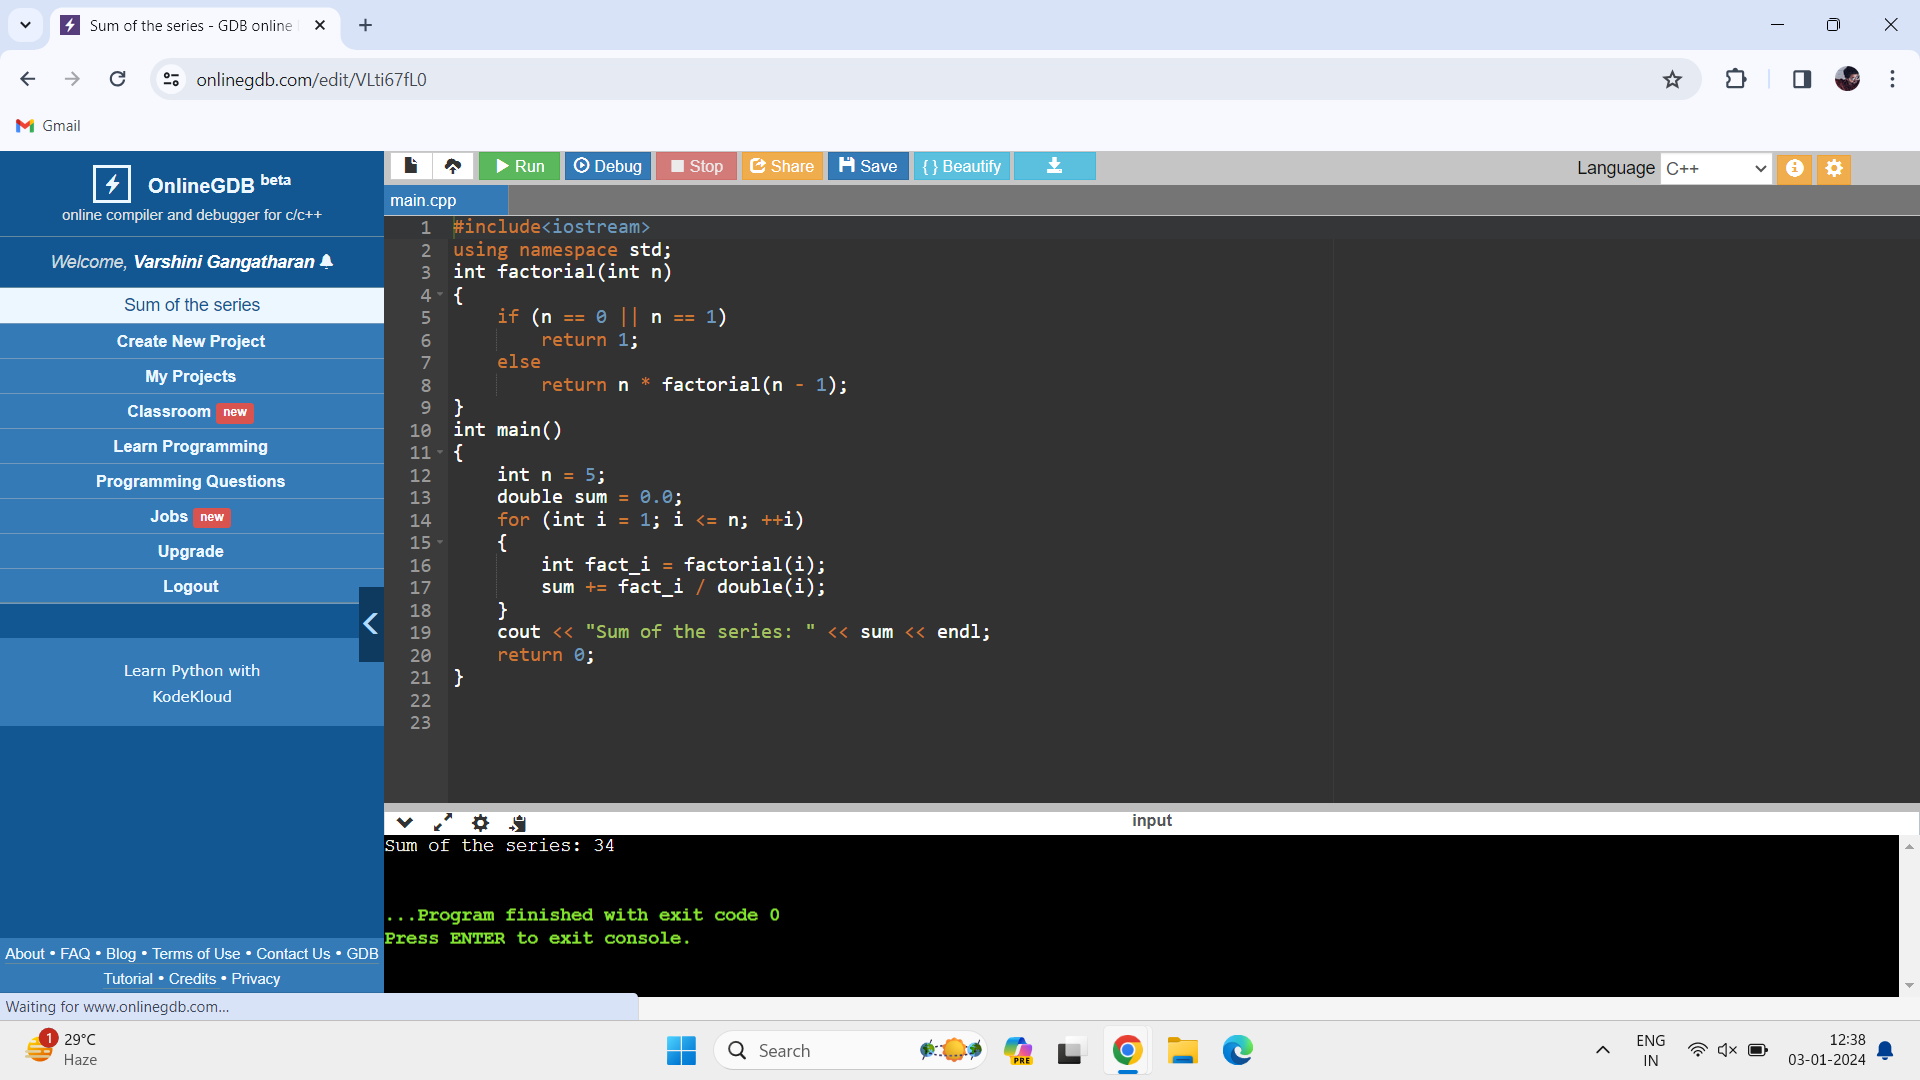 Sum of the series - GDB online
onlinegdb.com/edit/VLti67fL0
Gmail
OnlineGDB beta
online compiler and debugger for c/c++
Welcome, Varshini Gangatharan
Sum of the series
Create New Project
My Projects
Classroom new
Learn Programming
Programming Questions
Jobs new
Upgrade
Logout
Learn Python with
KodeKloud
About • FAQ • Blog • Terms of Use • Contact Us • GDB
Tutorial • Credits • Privacy
Waiting for www.onlinegdb.com...
Run Debug Stop Share Save { } Beautify
Language C++
main.cpp
1 #include<iostream>
2 using namespace std;
3 int factorial(int n)
4 {
5 if (n == 0 || n == 1)
6 return 1;
7 else
8 return n * factorial(n - 1);
9 }
10 int main()
11 {
12 int n = 5;
13 double sum = 0.0;
14 for (int i = 1; i <= n; ++i)
15 {
16 int fact_i = factorial(i);
17 sum += fact_i / double(i);
18 }
19 cout << "Sum of the series: " << sum << endl;
20 return 0;
21 }
22
23
input
Sum of the series: 34
...Program finished with exit code 0
Press ENTER to exit console.
1
29°C
Haze
Search
PRE
ENG
IN
12:38
03-01-2024